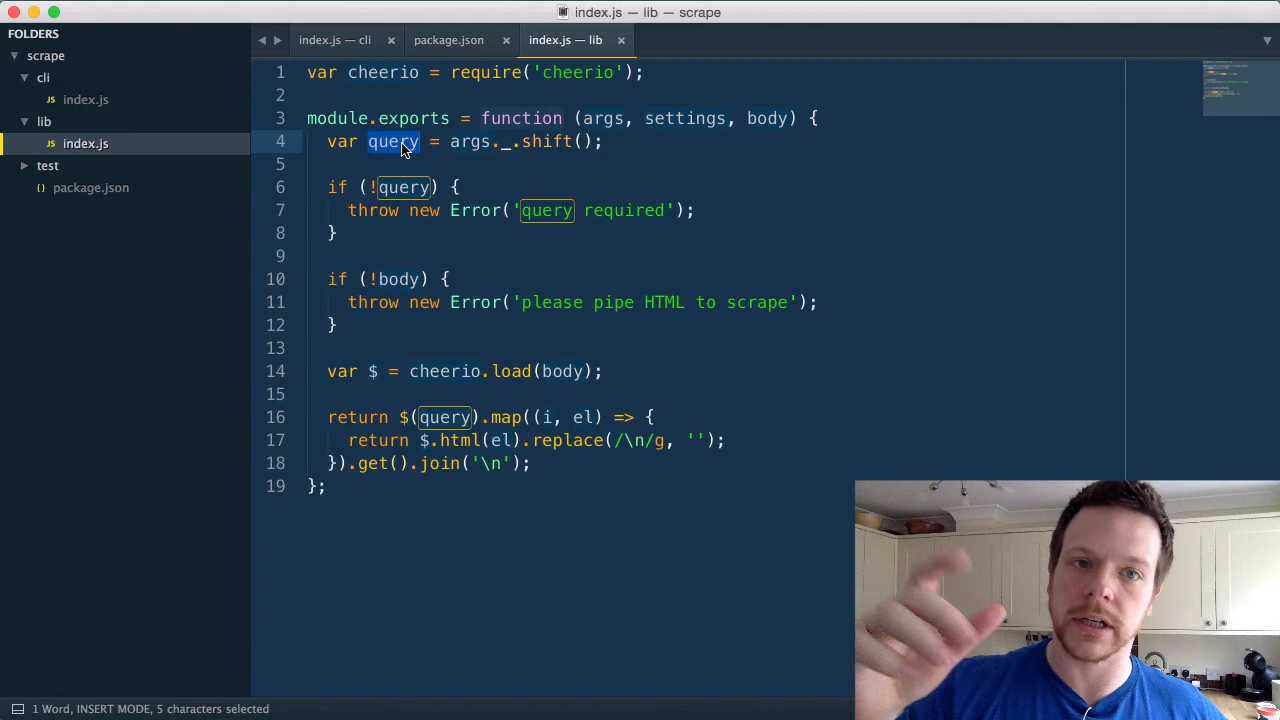 index.js — lib — scrape
FOLDERS
scrape
cli
JS index.js
lib
JS index.js
test
{} package.json
index.js — cli × package.json × index.js — lib ×
1 var cheerio = require('cheerio');
2
3 module.exports = function (args, settings, body) {
4 var query = args._.shift();
5
6 if (!query) {
7 throw new Error('query required');
8 }
9
10 if (!body) {
11 throw new Error('please pipe HTML to scrape');
12 }
13
14 var $ = cheerio.load(body);
15
16 return $(query).map((i, el) => {
17 return $.html(el).replace(/\n/g, '');
18 }).get().join('\n');
19 };
1 Word, INSERT MODE, 5 characters selected